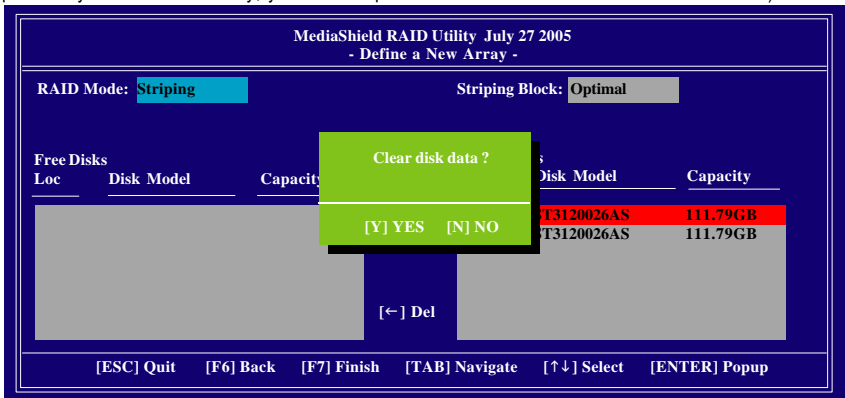 MediaShield RAID Utility July 27 2005
- Define a New Array -
RAID Mode: Striping Striping Block: Optimal
Free Disks
Loc Disk Model Capacity Disk Model Capacity
Clear disk data ?
[Y] YES [N] NO
ST3120026AS 111.79GB
ST3120026AS 111.79GB
[←] Del
[ESC] Quit [F6] Back [F7] Finish [TAB] Navigate [↑↓] Select [ENTER] Popup